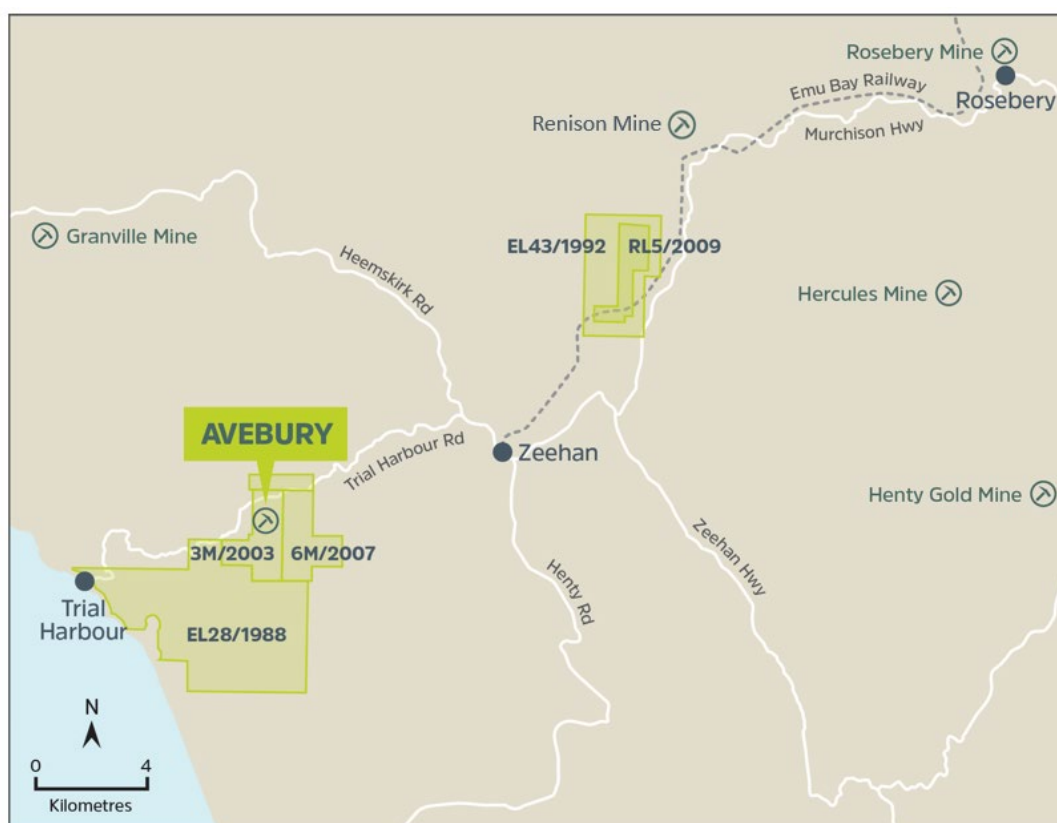 Rosebery Mine
Emu Bay Railway
Rosebery
Renison Mine
Murchison Hwy
Granville Mine
EL43/1992
RL5/2009
Heemskirk Rd
Hercules Mine
AVEBURY
Trial Harbour Rd
Zeehan
Henty Gold Mine
3M/2003
6M/2007
Zeehan Hwy
Henty Rd
Trial
Harbour
EL28/1988
N
0
4
Kilometres